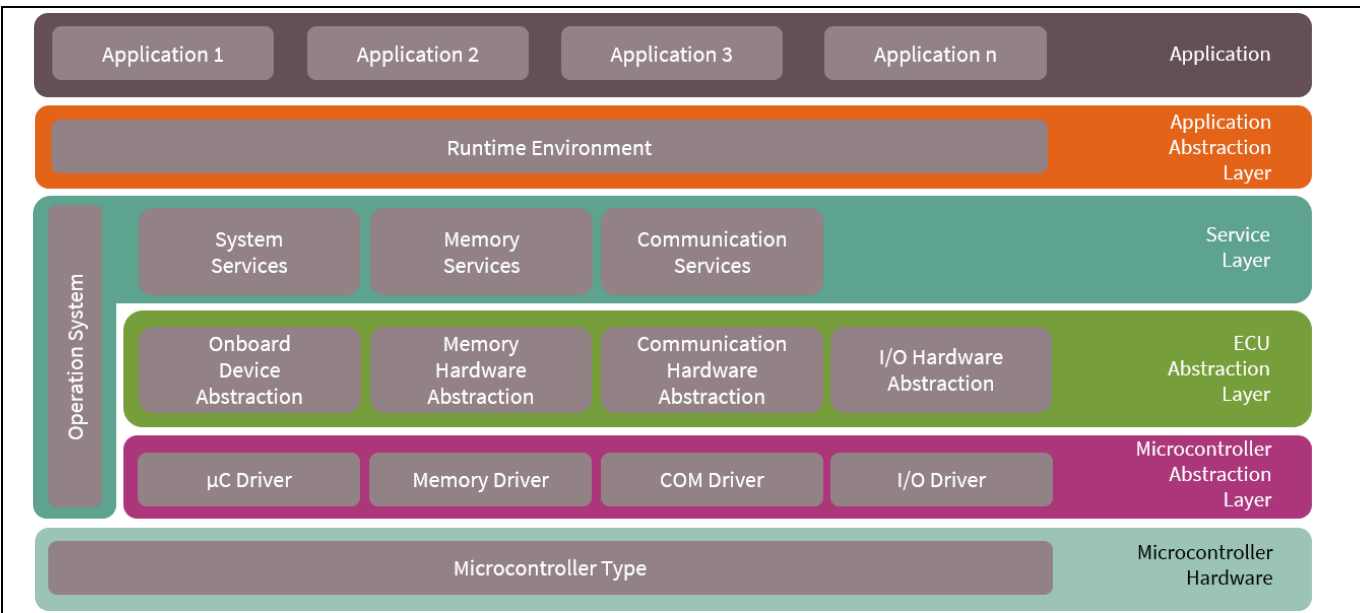 Application 1
Application 2
Application 3
Application n
Application
Runtime Environment
Application
Abstraction
Layer
Operation System
System
Services
Memory
Services
Communication
Services
Service
Layer
Onboard
Device
Abstraction
Memory
Hardware
Abstraction
Communication
Hardware
Abstraction
I/O Hardware
Abstraction
ECU
Abstraction
Layer
µC Driver
Memory Driver
COM Driver
I/O Driver
Microcontroller
Abstraction
Layer
Microcontroller Type
Microcontroller
Hardware